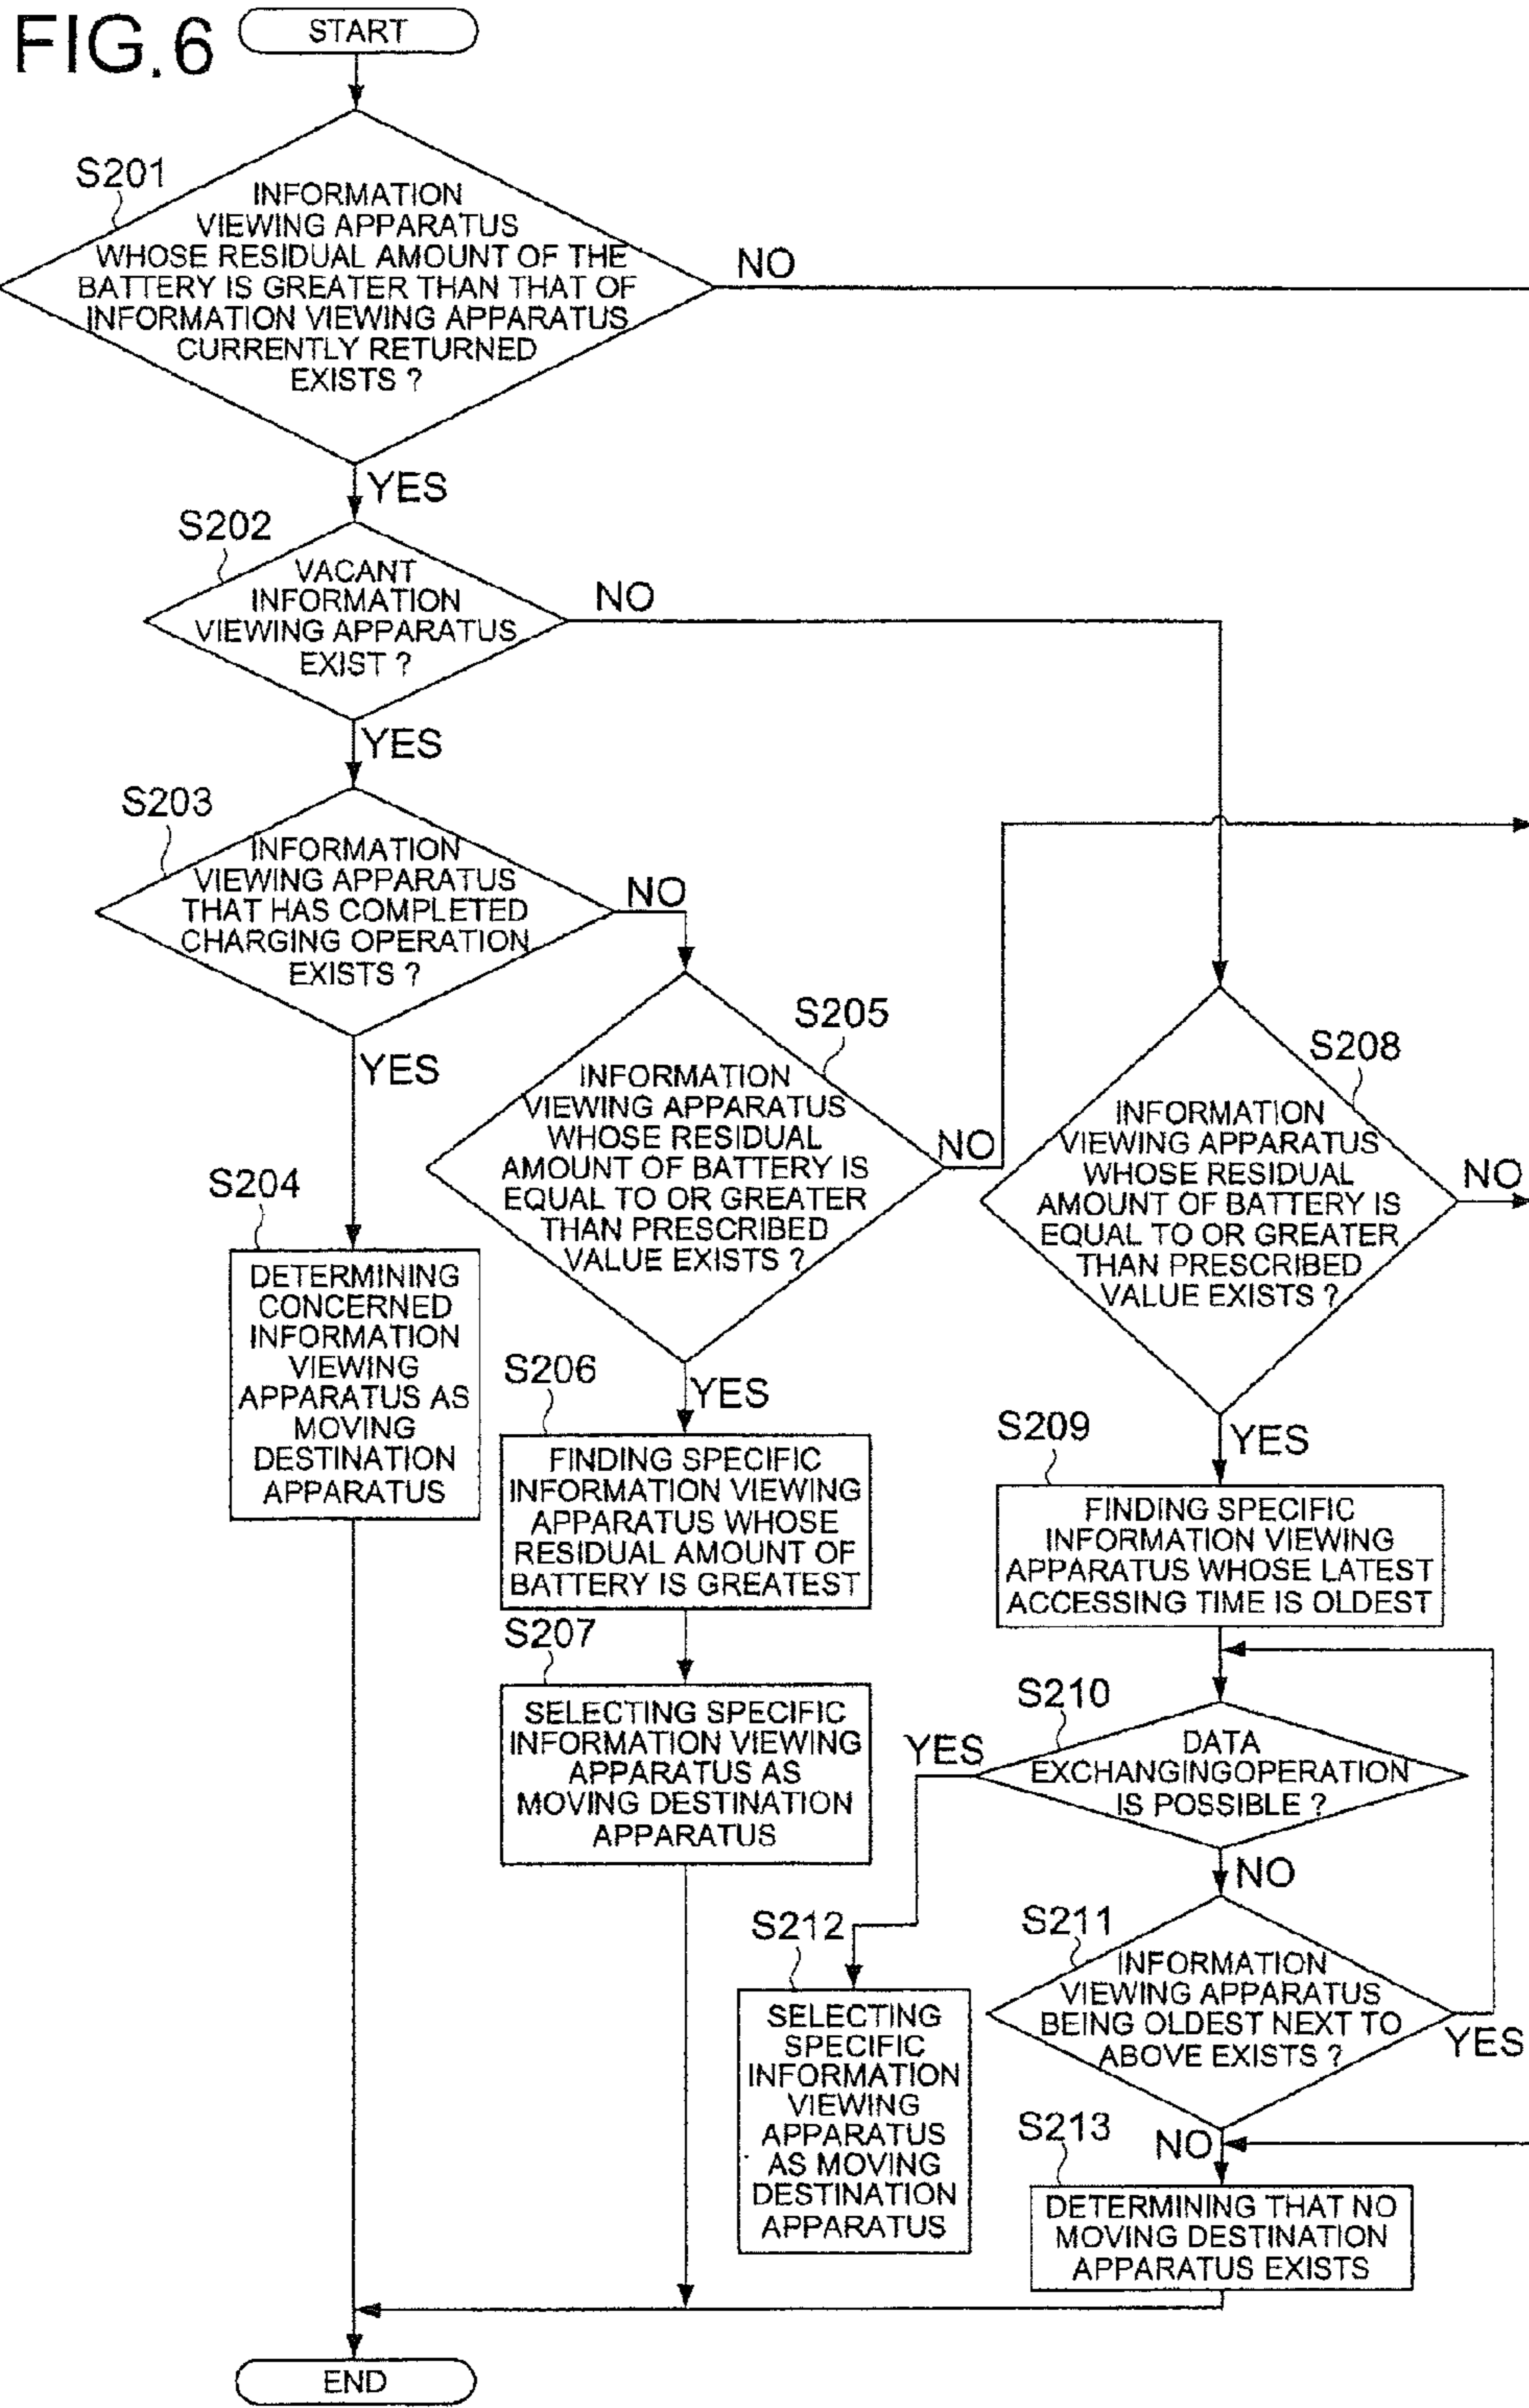 FIG.6
START
S201
INFORMATION
VIEWING APPARATUS
WHOSE RESIDUAL AMOUNT OF THE
BATTERY IS GREATER THAN THAT OF
INFORMATION VIEWING APPARATUS
CURRENTLY RETURNED
EXISTS ?
NO
YES
S202
VACANT
INFORMATION
VIEWING APPARATUS
EXIST ?
NO
YES
S203
INFORMATION
VIEWING APPARATUS
THAT HAS COMPLETED
CHARGING OPERATION
EXISTS ?
NO
YES
S204
DETERMINING
CONCERNED
INFORMATION
VIEWING
APPARATUS AS
MOVING
DESTINATION
APPARATUS
S205
INFORMATION
VIEWING APPARATUS
WHOSE RESIDUAL
AMOUNT OF BATTERY IS
EQUAL TO OR GREATER
THAN PRESCRIBED
VALUE EXISTS ?
NO
YES
S206
FINDING SPECIFIC
INFORMATION VIEWING
APPARATUS WHOSE
RESIDUAL AMOUNT OF
BATTERY IS GREATEST
S207
SELECTING SPECIFIC
INFORMATION VIEWING
APPARATUS AS
MOVING DESTINATION
APPARATUS
S208
INFORMATION
VIEWING APPARATUS
WHOSE RESIDUAL
AMOUNT OF BATTERY IS
EQUAL TO OR GREATER
THAN PRESCRIBED
VALUE EXISTS ?
NO
YES
S209
FINDING SPECIFIC
INFORMATION VIEWING
APPARATUS WHOSE LATEST
ACCESSING TIME IS OLDEST
S210
DATA
EXCHANGINGOPERATION
IS POSSIBLE ?
YES
NO
S211
INFORMATION
VIEWING APPARATUS
BEING OLDEST NEXT TO
ABOVE EXISTS ?
YES
NO
S212
SELECTING
SPECIFIC
INFORMATION
VIEWING
APPARATUS
AS MOVING
DESTINATION
APPARATUS
S213
DETERMINING THAT NO
MOVING DESTINATION
APPARATUS EXISTS
END